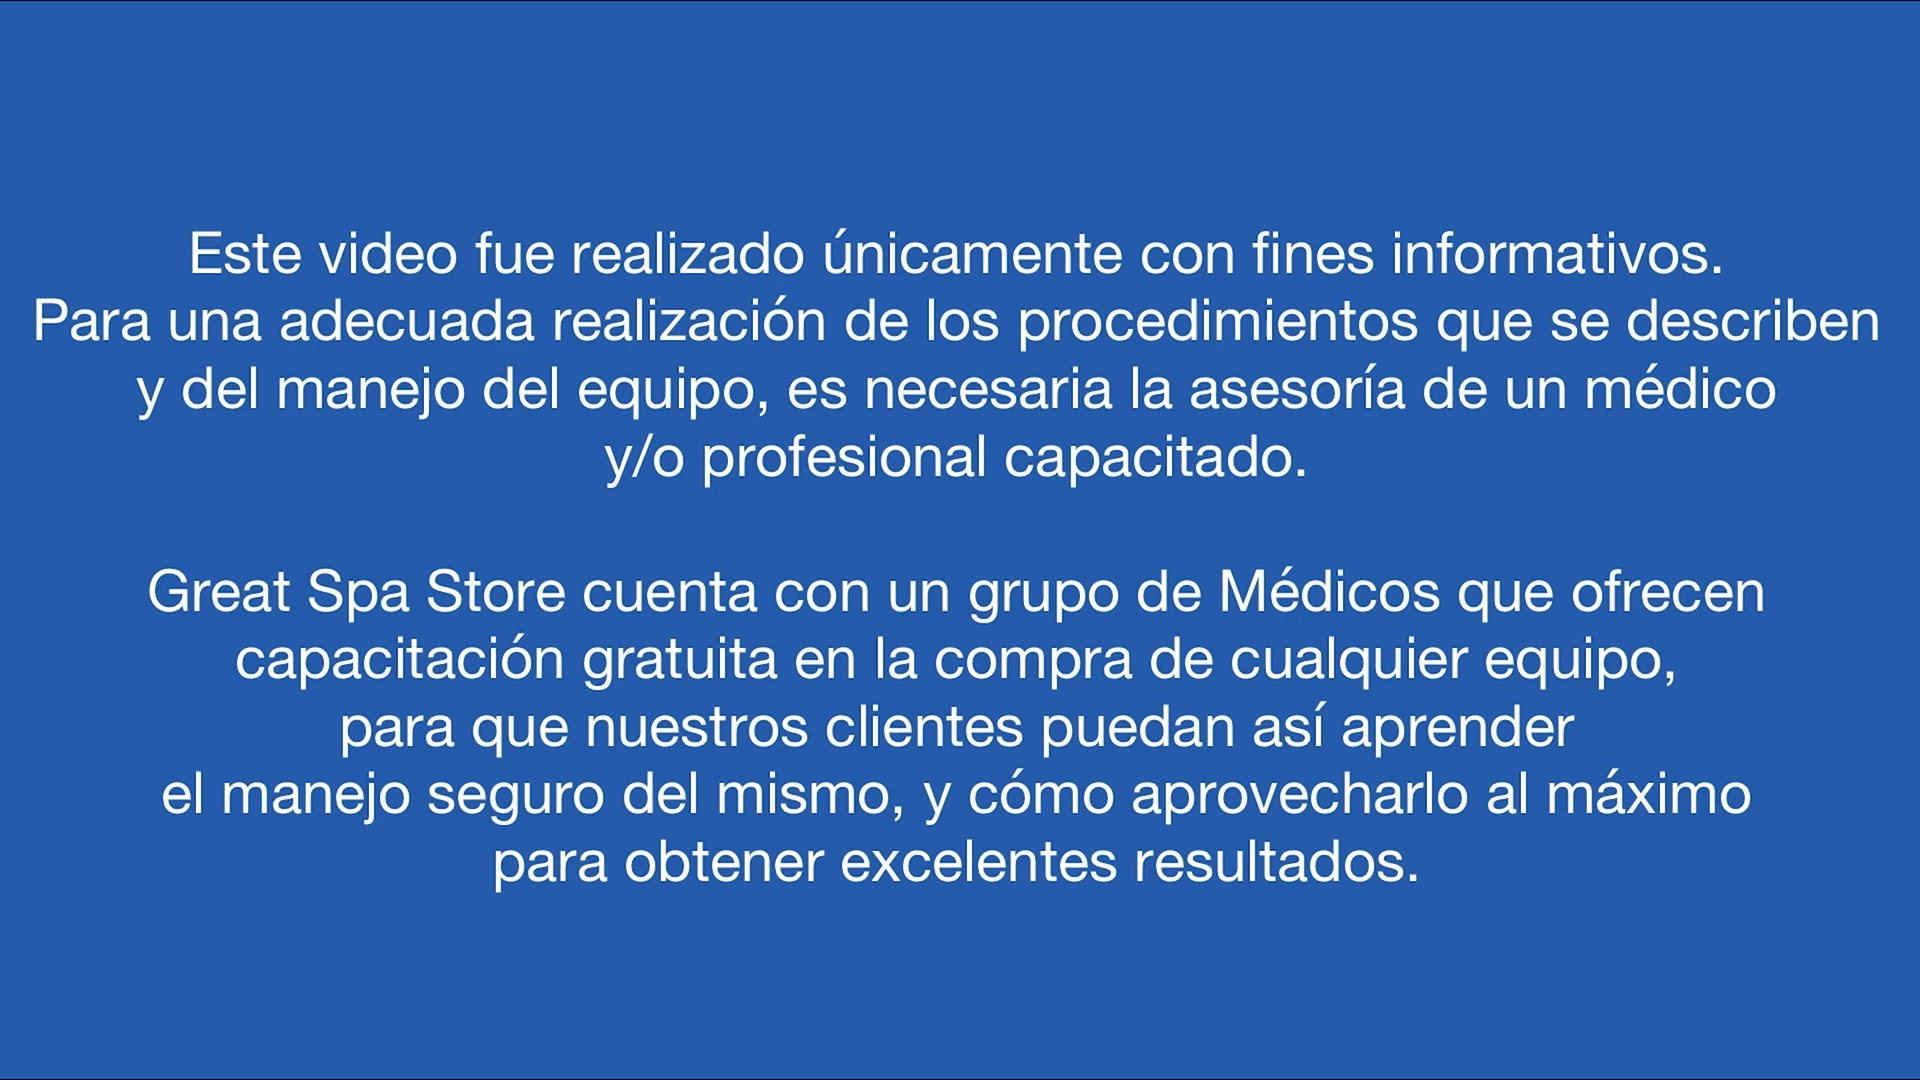 Este video fue realizado únicamente con fines informativos.
Para una adecuada realización de los procedimientos que se describen
y del manejo del equipo, es necesaria la asesoría de un médico
y/o profesional capacitado.
Great Spa Store cuenta con un grupo de Médicos que ofrecen
capacitación gratuita en la compra de cualquier equipo,
para que nuestros clientes puedan así aprender
el manejo seguro del mismo, y cómo aprovecharlo al máximo
para obtener excelentes resultados.